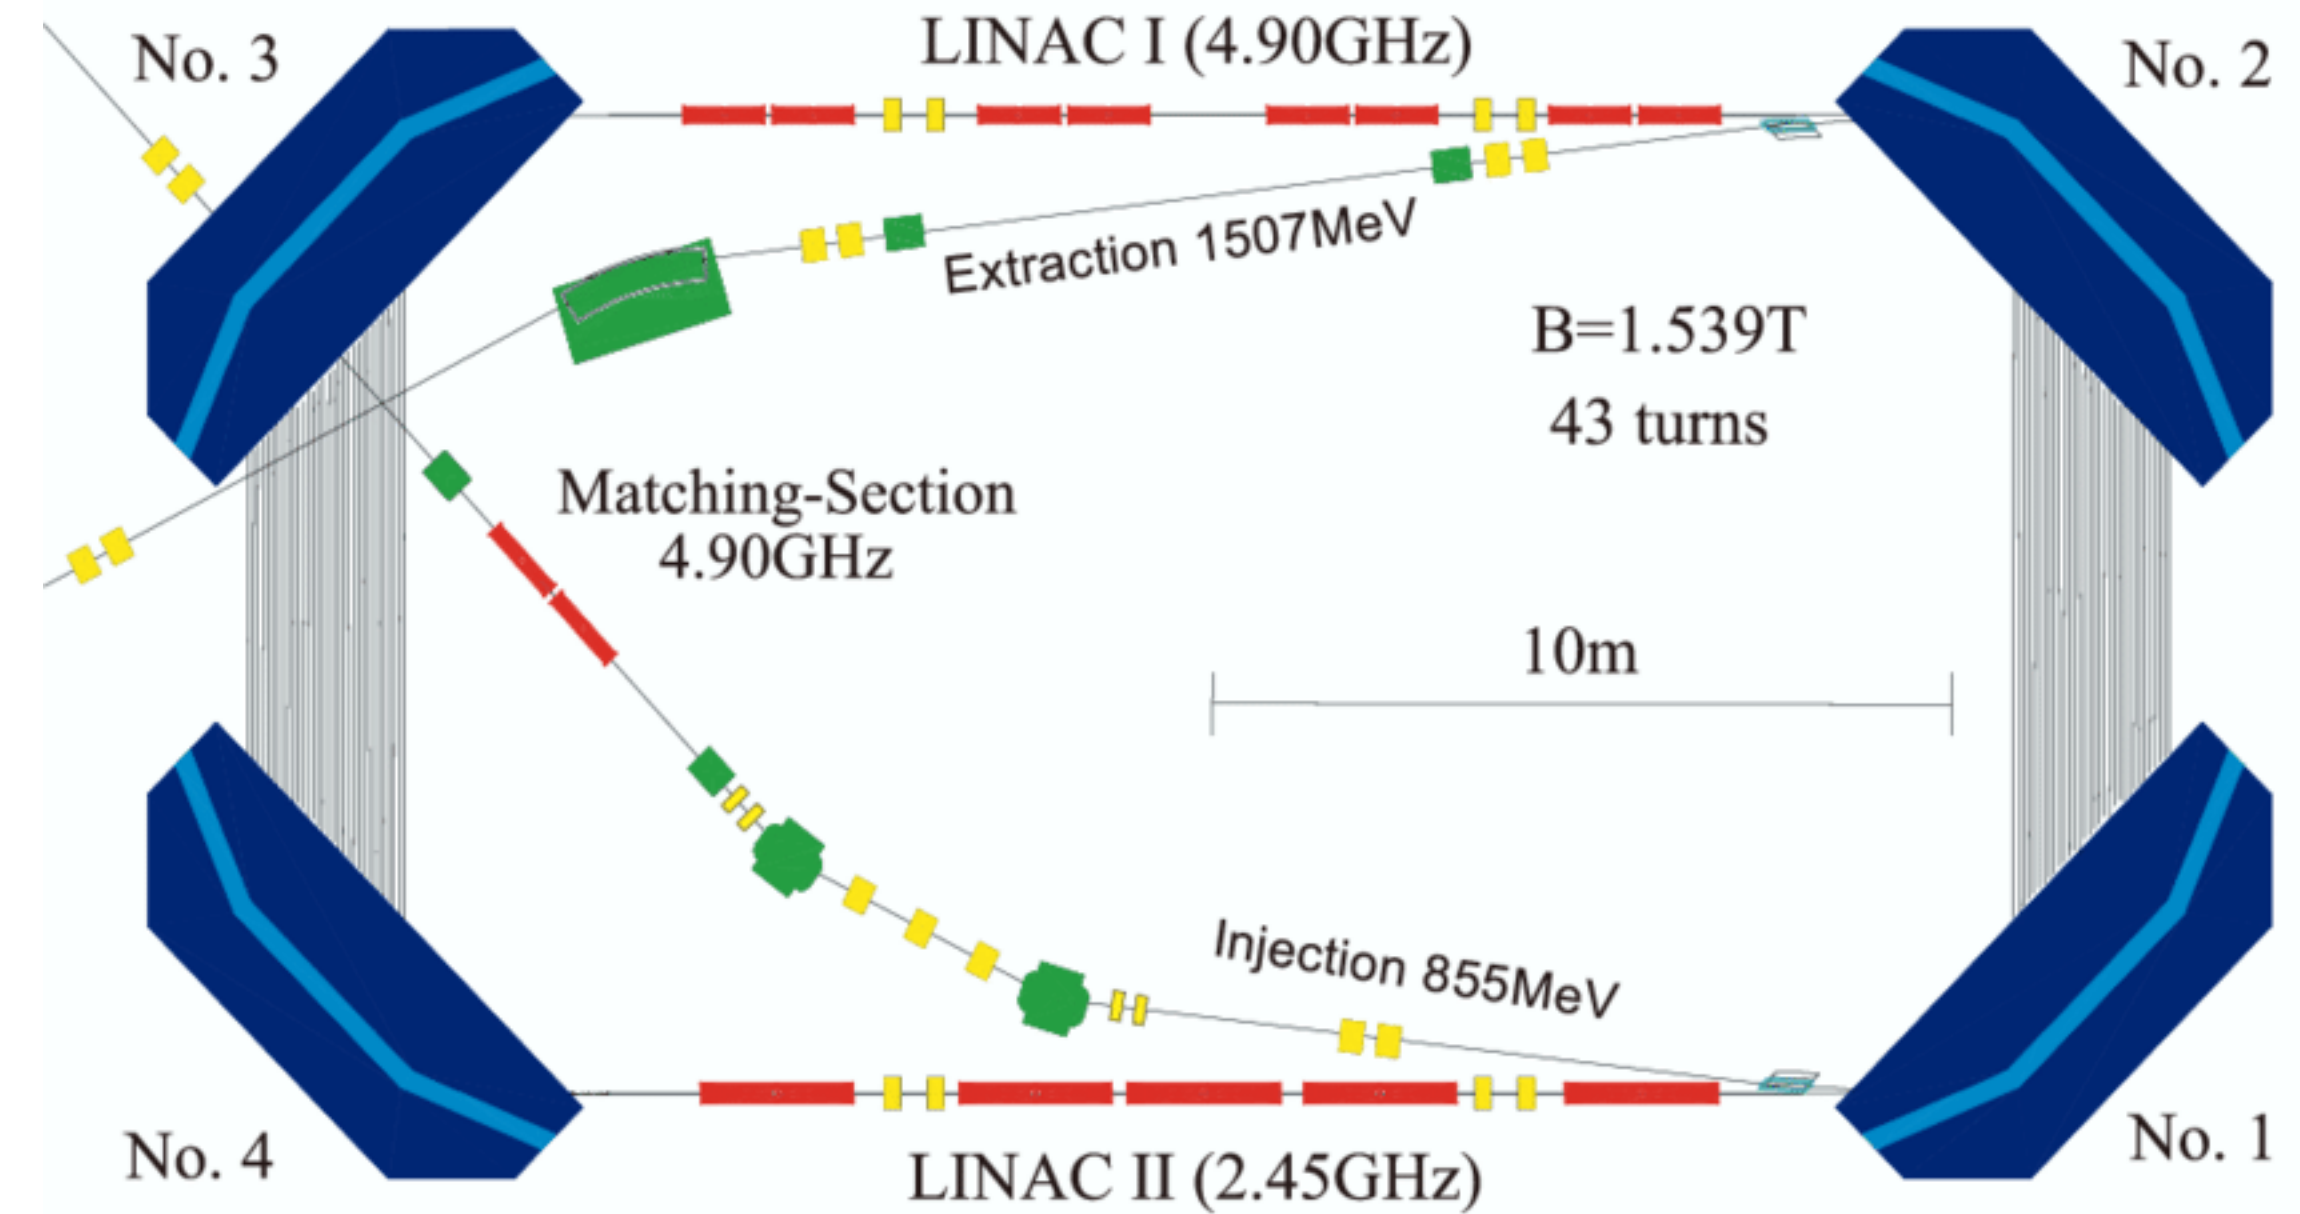 No. 3
LINAC I (4.90GHz)
No. 2
Extraction 1507MeV
B=1.539T
43 turns
Matching-Section
4.90GHz
10m
Injection 855MeV
No. 4
LINAC II (2.45GHz)
No. 1